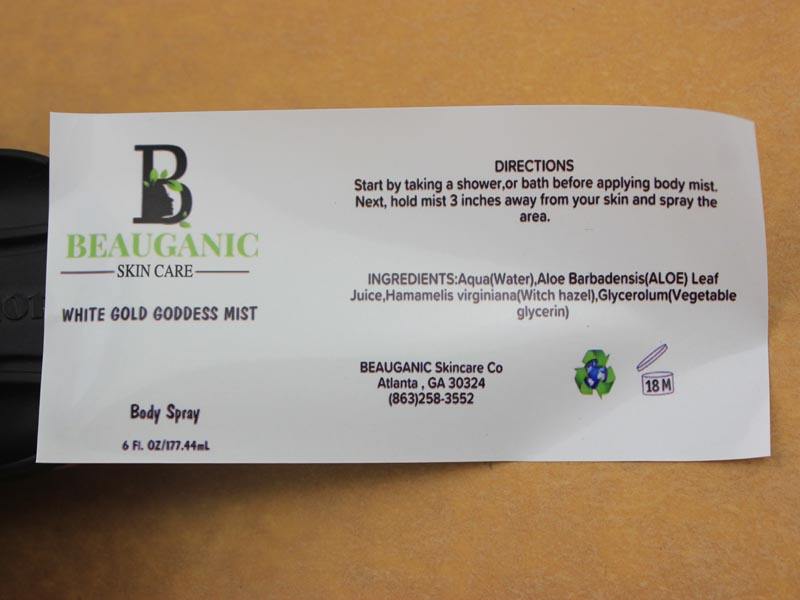 B
BEAUGANIC
SKIN CARE
WHITE GOLD GODDESS MIST
Body Spray
6 Fl. OZ/177.44mL
DIRECTIONS
Start by taking a shower,or bath before applying body mist.
Next, hold mist 3 inches away from your skin and spray the
area.
INGREDIENTS:Aqua(Water),Aloe Barbadensis(ALOE) Leaf
Juice,Hamamelis virginiana(Witch hazel),Glycerolum(Vegetable
glycerin)
BEAUGANIC Skincare Co
Atlanta , GA 30324
(863)258-3552
18 M